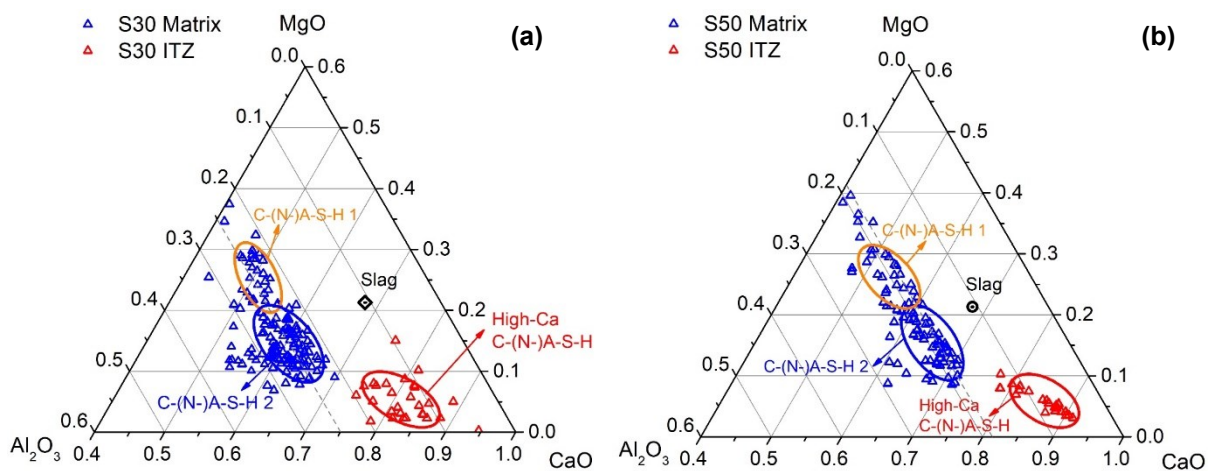 S30 Matrix
S30 ITZ
MgO
(a)
0.0
0.6
0.1
0.5
0.2
0.4
C-(N-)A-S-H 1
0.3
0.3
Slag
0.4
0.2
High-Ca
C-(N-)A-S-H
0.5
0.1
C-(N-)A-S-H 2
0.6
0.0
Al2O3
0.4
0.5
0.6
0.7
0.8
0.9
1.0
CaO
S50 Matrix
S50 ITZ
MgO
(b)
0.0
0.6
0.1
0.5
0.2
0.4
C-(N-)A-S-H 1
0.3
0.3
Slag
0.4
0.2
C-(N-)A-S-H 2
0.5
0.1
High-Ca
C-(N-)A-S-H
0.6
0.0
Al2O3
0.4
0.5
0.6
0.7
0.8
0.9
1.0
CaO